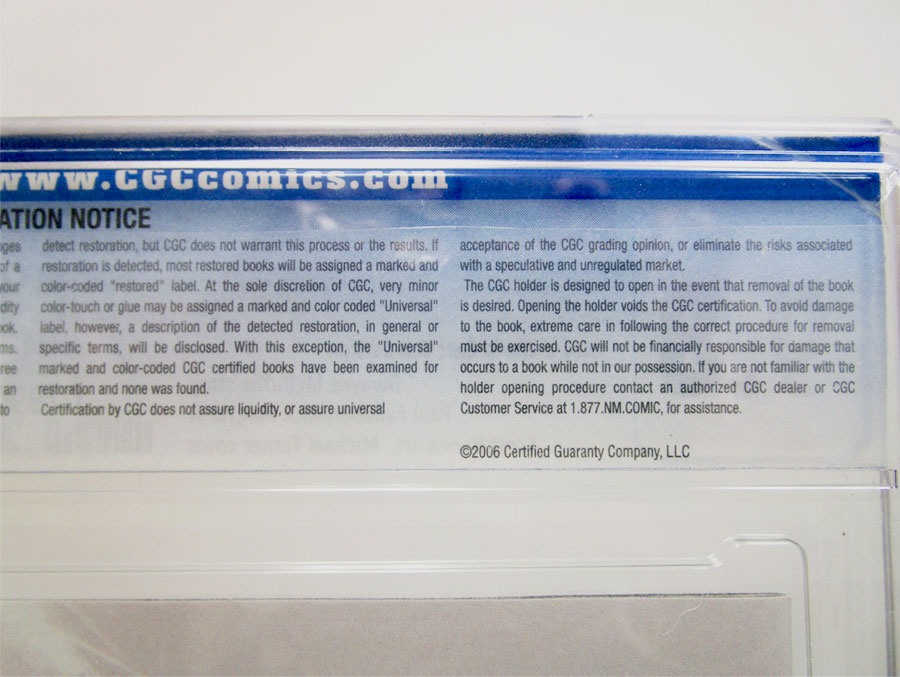 www.CGCcomics.com
ATION NOTICE
ges
of a
our
dity
ok.
ms.
ree
an
to
detect restoration, but CGC does not warrant this process or the results. If
restoration is detected, most restored books will be assigned a marked and
color-coded "restored" label. At the sole discretion of CGC, very minor
color-touch or glue may be assigned a marked and color coded "Universal"
label, however, a description of the detected restoration, in general or
specific terms, will be disclosed. With this exception, the "Universal"
marked and color-coded CGC certified books have been examined for
restoration and none was found.
Certification by CGC does not assure liquidity, or assure universal
acceptance of the CGC grading opinion, or eliminate the risks associated
with a speculative and unregulated market.
The CGC holder is designed to open in the event that removal of the book
is desired. Opening the holder voids the CGC certification. To avoid damage
to the book, extreme care in following the correct procedure for removal
must be exercised. CGC will not be financially responsible for damage that
occurs to a book while not in our possession. If you are not familiar with the
holder opening procedure contact an authorized CGC dealer or CGC
Customer Service at 1.877.NM.COMIC, for assistance.
©2006 Certified Guaranty Company, LLC